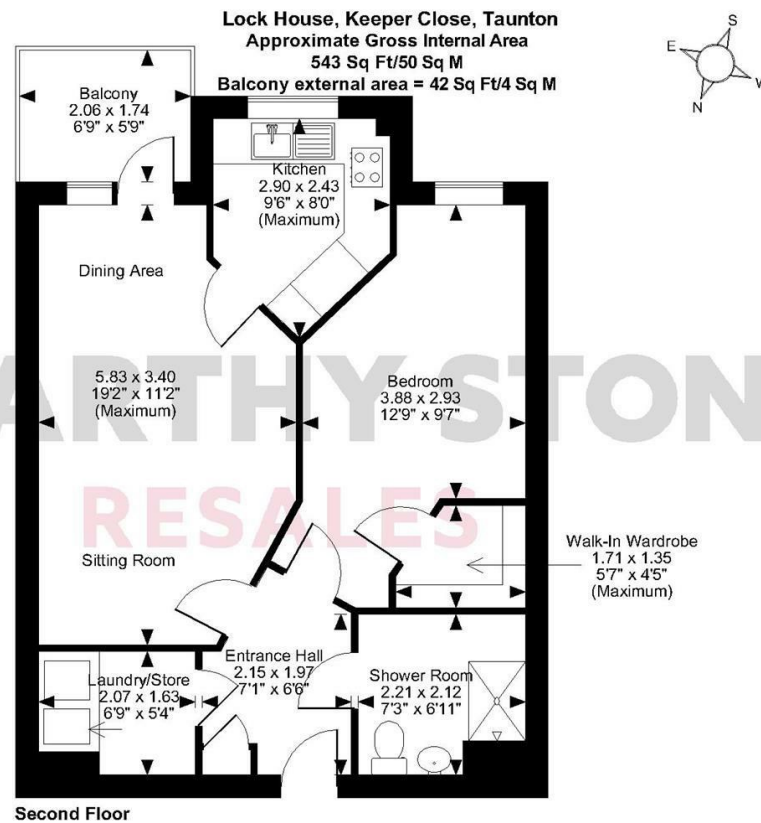 Lock House, Keeper Close, Taunton
Approximate Gross Internal Area
543 Sq Ft/50 Sq M
Balcony external area = 42 Sq Ft/4 Sq M
S
E
W
N
Balcony
2.06 x 1.74
6'9" x 5'9"
Kitchen
2.90 x 2.43
9'6" x 8'0"
(Maximum)
Dining Area
5.83 x 3.40
19'2" x 11'2"
(Maximum)
Bedroom
3.88 x 2.93
12'9" x 9'7"
ARTHY STON
RESALES
Sitting Room
Walk-In Wardrobe
1.71 x 1.35
5'7" x 4'5"
(Maximum)
Entrance Hall
2.15 x 1.97
7'1" x 6'6"
Laundry/Store
2.07 x 1.63
6'9" x 5'4"
Shower Room
2.21 x 2.12
7'3" x 6'11"
Second Floor